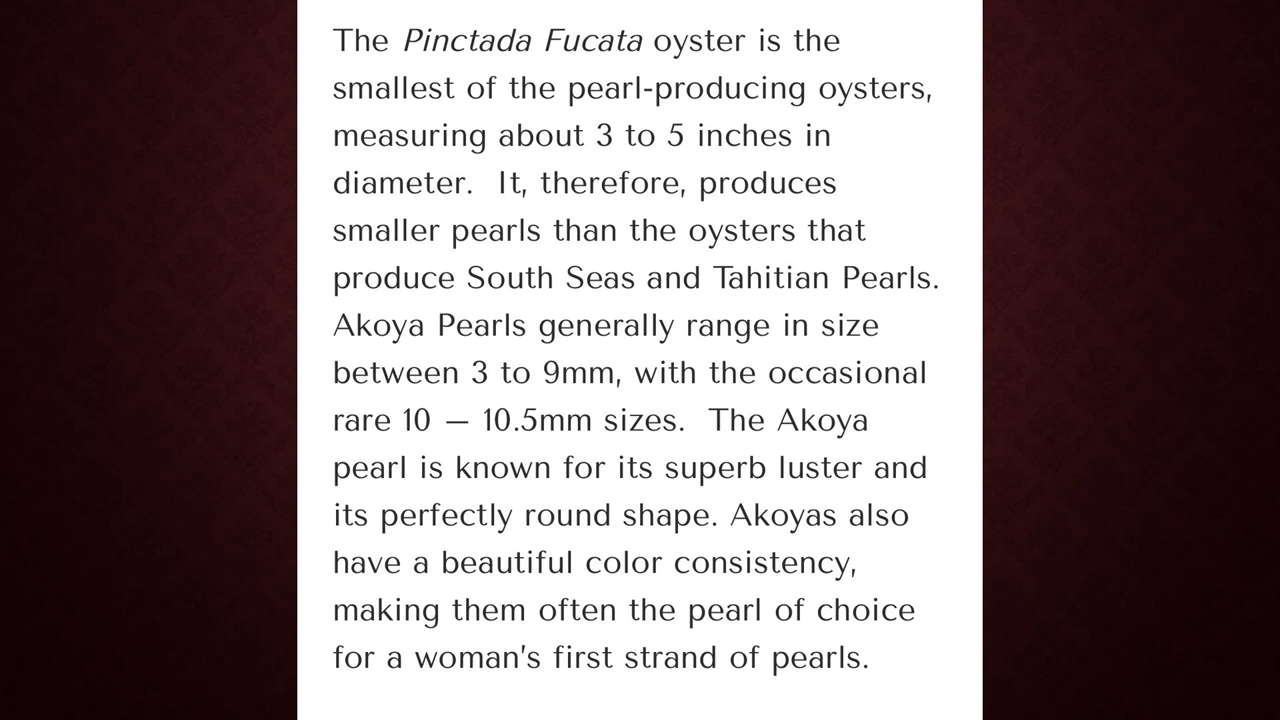 The Pinctada Fucata oyster is the
smallest of the pearl-producing oysters,
measuring about 3 to 5 inches in
diameter.  It, therefore, produces
smaller pearls than the oysters that
produce South Seas and Tahitian Pearls.
Akoya Pearls generally range in size
between 3 to 9mm, with the occasional
rare 10 – 10.5mm sizes.  The Akoya
pearl is known for its superb luster and
its perfectly round shape. Akoyas also
have a beautiful color consistency,
making them often the pearl of choice
for a woman’s first strand of pearls.